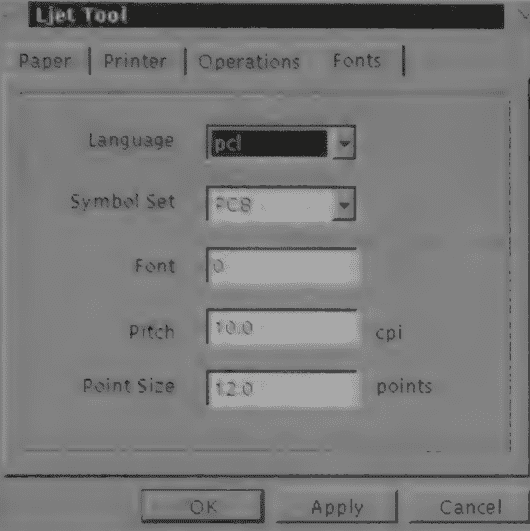 Ljet Tool
Paper Printer Operations Fonts
Language pcl
Symbol Set PC8
Font 0
Pitch 10.0 cpi
Point Size 12.0 points
OK Apply Cancel